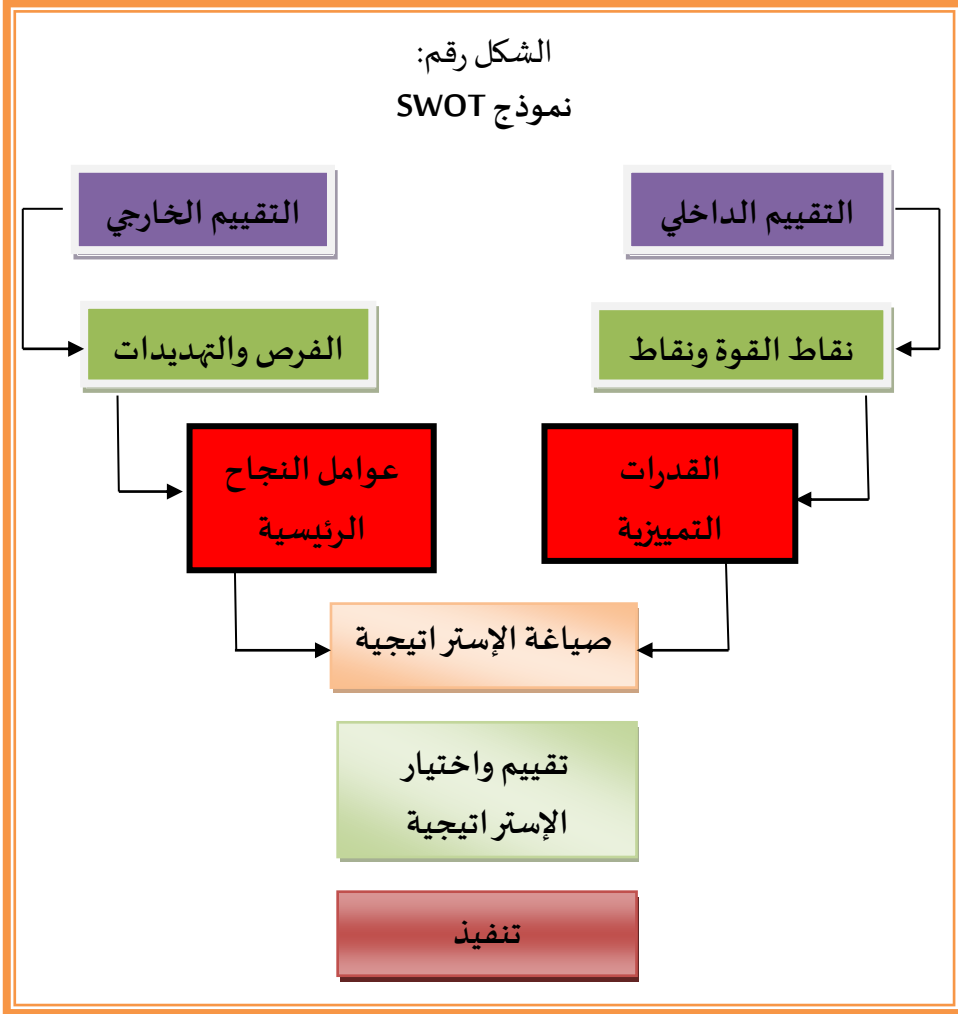 الشكل رقم:
نموذج SWOT
التقييم الداخلي
التقييم الخارجي
نقاط القوة ونقاط
الفرص والتهديدات
القدرات
التمييزية
عوامل النجاح
الرئيسية
صياغة الإستراتيجية
تقييم واختيار
الإستراتيجية
تنفيذ